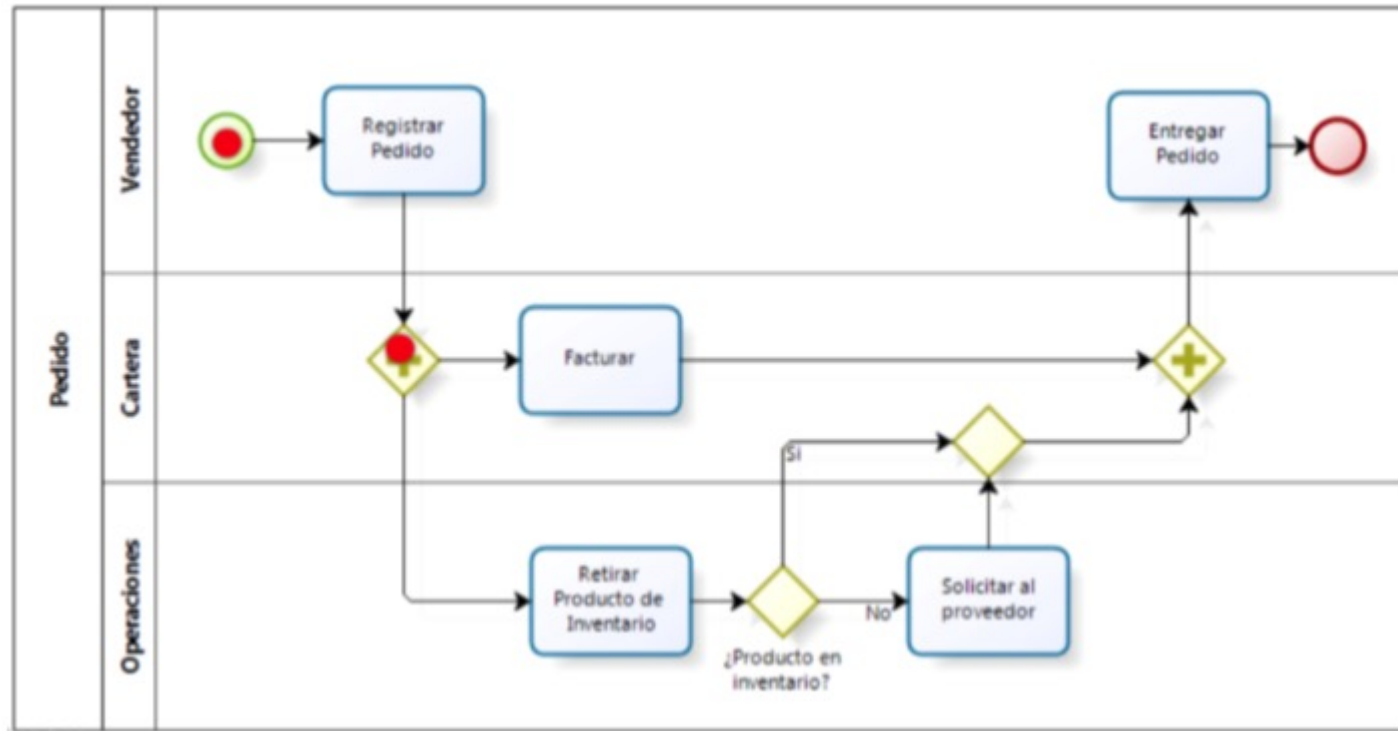 Pedido
Vendedor
Cartera
Operaciones
Registrar
Pedido
Entregar
Pedido
Facturar
Si
Retirar
Producto de
Inventario
¿Producto en
inventario?
No
Solicitar al
proveedor